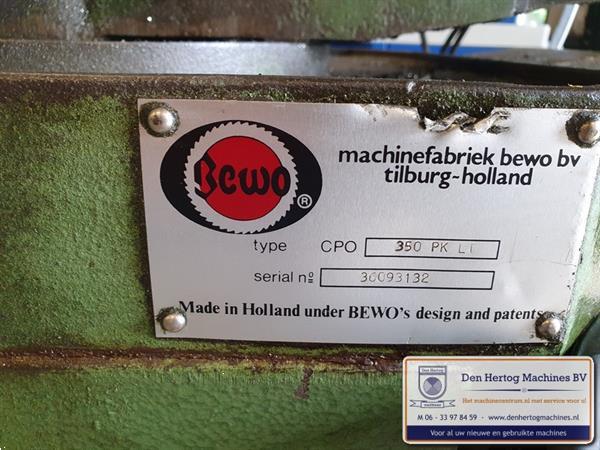 Bewo
®
machinefabriek bewo bv
tilburg-holland
type CPO 350 PK LT
serial nº 36093132
Made in Holland under BEWO's design and patents
Den Hertog Machines BV
Het machinecentrum.nl met service voor u!
M 06 - 33 97 84 59 - www.denhertogmachines.nl
Voor al uw nieuwe en gebruikte machines